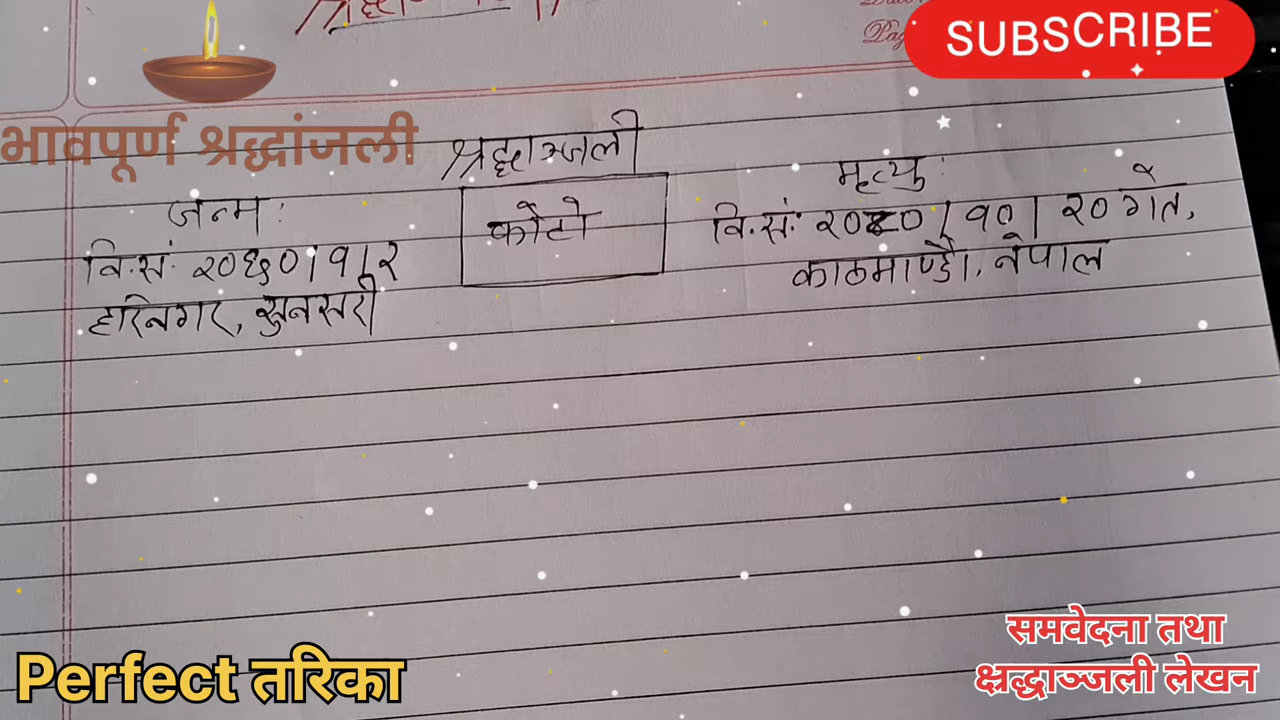 SUBSCRIBE
भावपूर्ण श्रद्धांजली
श्रद्धाञ्जली
फोटो
जन्म:
वि.सं. २०६०।१।२
हरिनगर, सुनसरी
मृत्यु:
वि.सं: २०८०।१०।२० गते,
काठमाण्डौ, नेपाल
Perfect तरिका
समवेदना तथा
क्षद्धाञ्जली लेखन